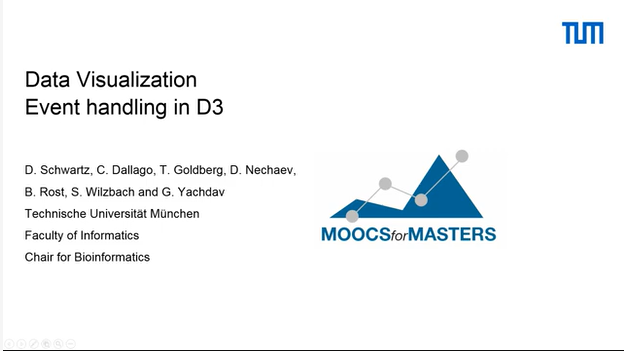 TUM
Data Visualization
Event handling in D3
D. Schwartz, C. Dallago, T. Goldberg, D. Nechaev,
B. Rost, S. Wilzbach and G. Yachdav
Technische Universität München
Faculty of Informatics
Chair for Bioinformatics
MOOCSforMASTERS